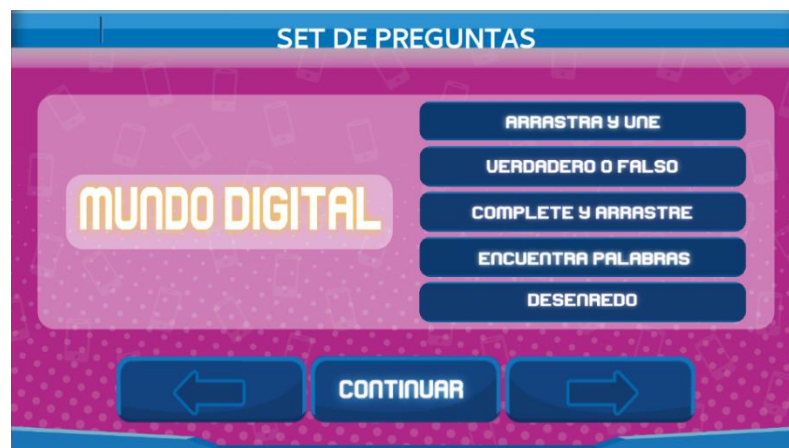 SET DE PREGUNTAS
MUNDO DIGITAL
ARRASTRA Y UNE
VERDADERO O FALSO
COMPLETE Y ARRASTRE
ENCUENTRA PALABRAS
DESENREDO
CONTINUAR